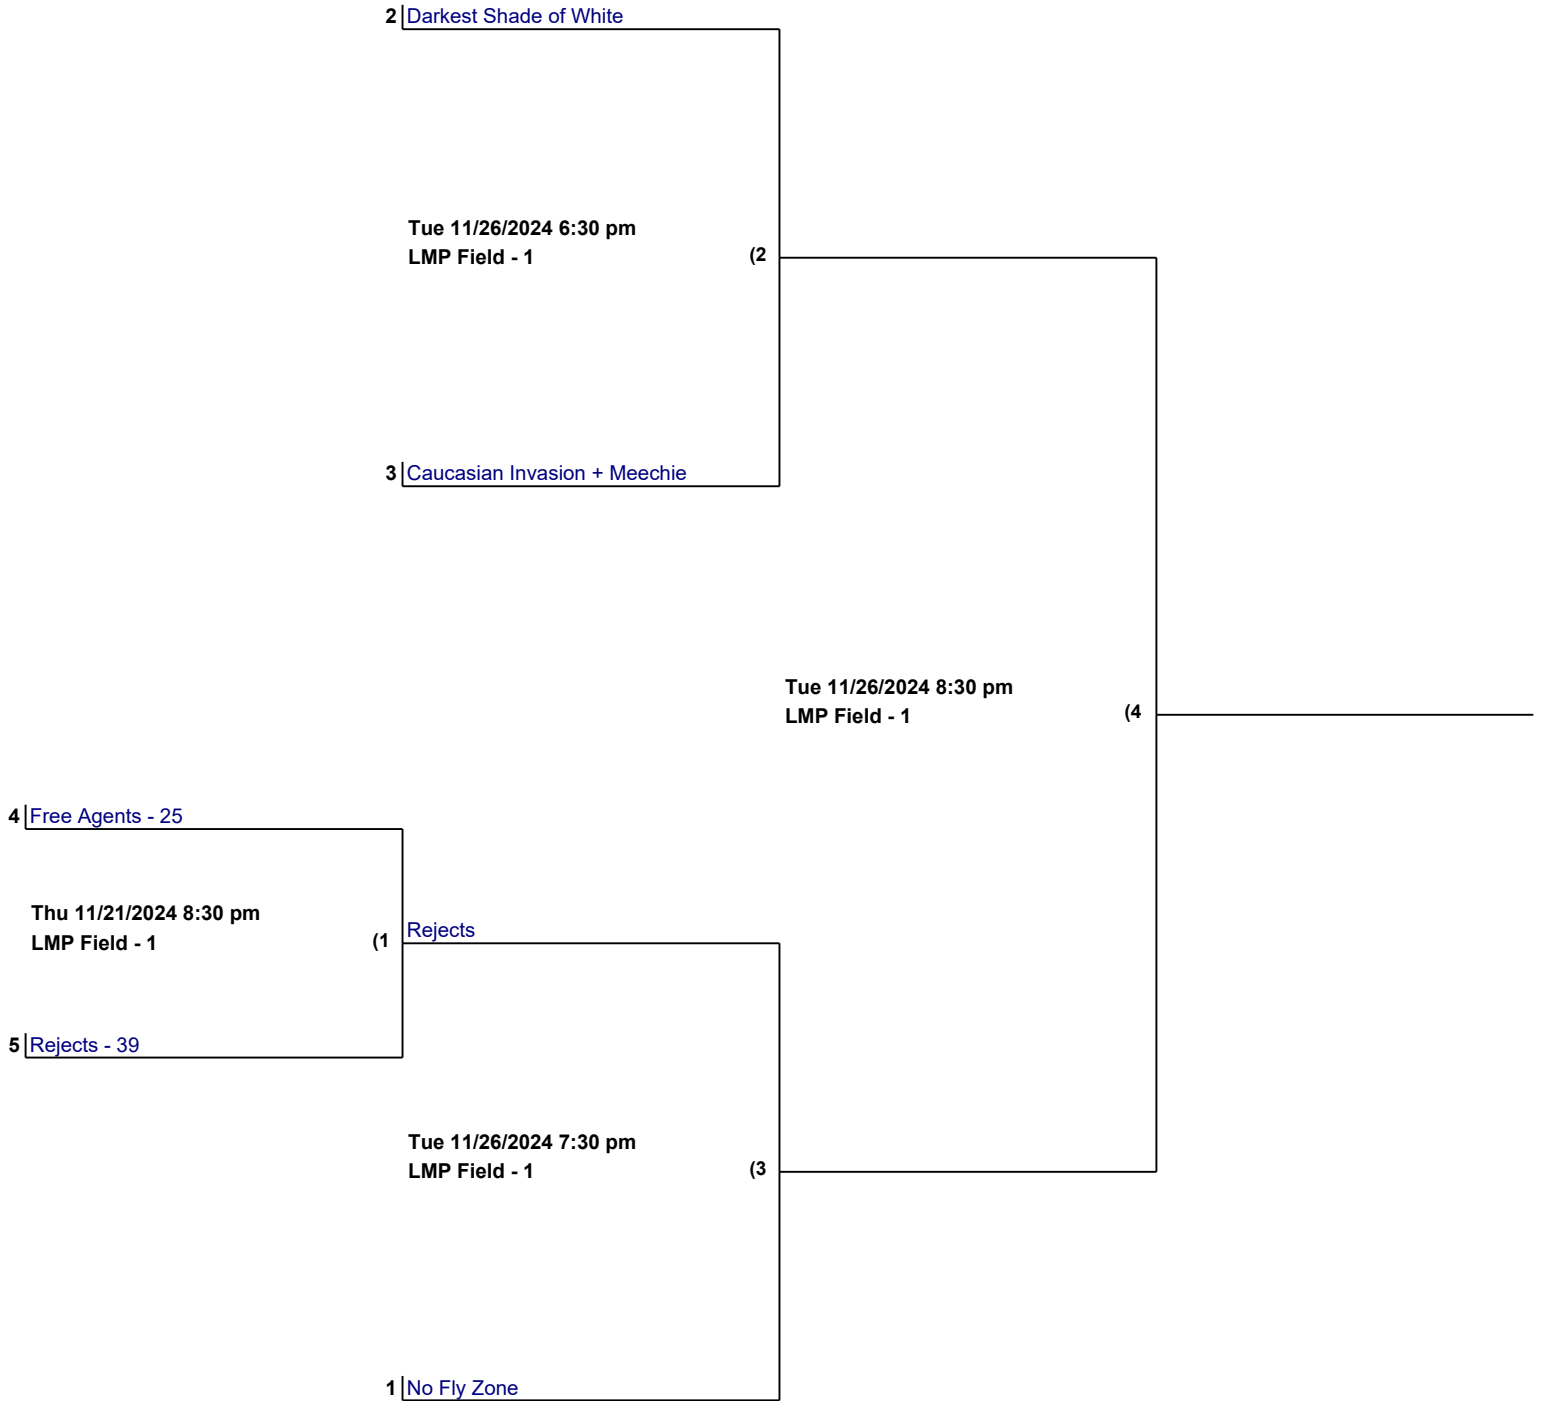 2 Darkest Shade of White
Tue 11/26/2024 6:30 pm
LMP Field - 1 (2
3 Caucasian Invasion + Meechie
Tue 11/26/2024 8:30 pm
LMP Field - 1 (4
4 Free Agents - 25
Thu 11/21/2024 8:30 pm
LMP Field - 1 (1
Rejects
5 Rejects - 39
Tue 11/26/2024 7:30 pm
LMP Field - 1 (3
1 No Fly Zone